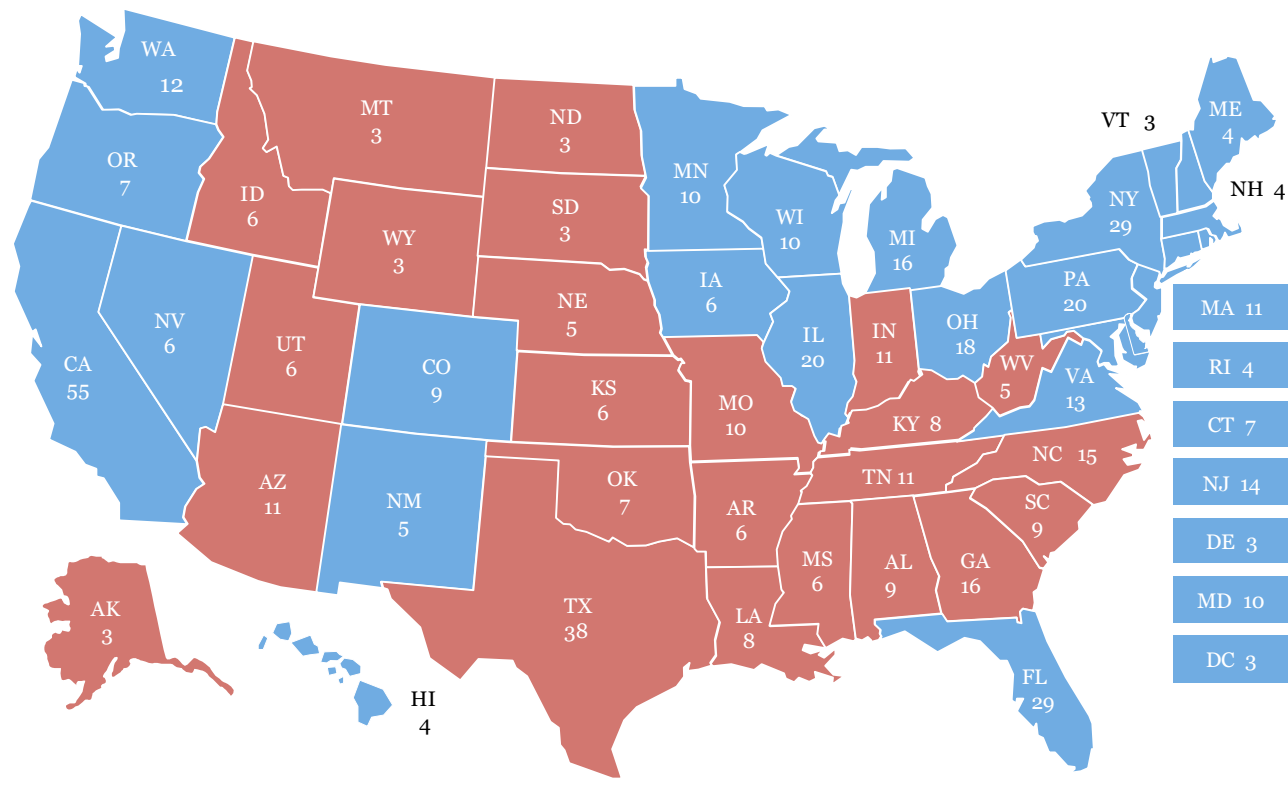 WA
12
OR
7
CA
55
NV
6
ID
6
MT
3
WY
3
UT
6
CO
9
AZ
11
NM
5
ND
3
SD
3
NE
5
KS
6
OK
7
TX
38
MN
10
IA
6
MO
10
AR
6
LA
8
WI
10
IL
20
MI
16
IN
11
OH
18
KY 8
TN 11
MS
6
AL
9
GA
16
FL
29
SC
9
NC 15
VA
13
WV
5
PA
20
NY
29
VT 3
NH 4
ME
4
MA 11
RI 4
CT 7
NJ 14
DE 3
MD 10
DC 3
AK
3
HI
4